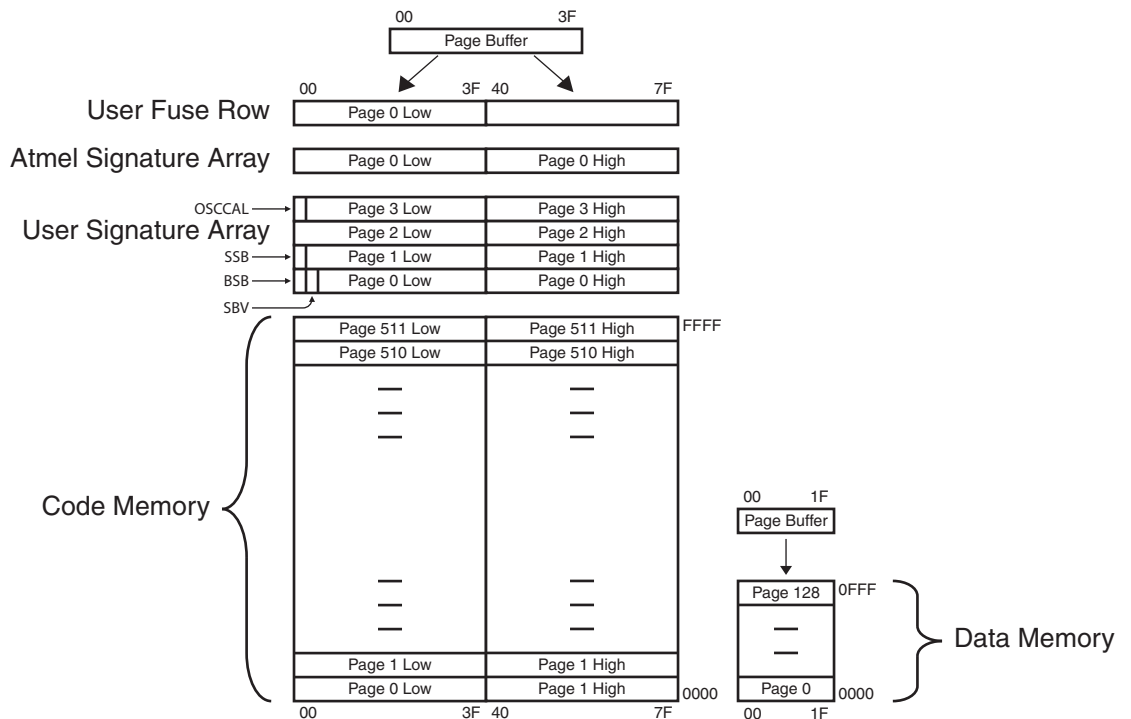 00 3F
Page Buffer
00 3F 40 7F
User Fuse Row Page 0 Low
Atmel Signature Array Page 0 Low Page 0 High
OSCCAL Page 3 Low Page 3 High
User Signature Array Page 2 Low Page 2 High
SSB Page 1 Low Page 1 High
BSB Page 0 Low Page 0 High
SBV
Page 511 Low Page 511 High FFFF
Page 510 Low Page 510 High
Code Memory
00 1F
Page Buffer
Page 128 0FFF
Data Memory
Page 1 Low Page 1 High
Page 0 Low Page 1 High 0000
Page 0 0000
00 3F 40 7F
00 1F